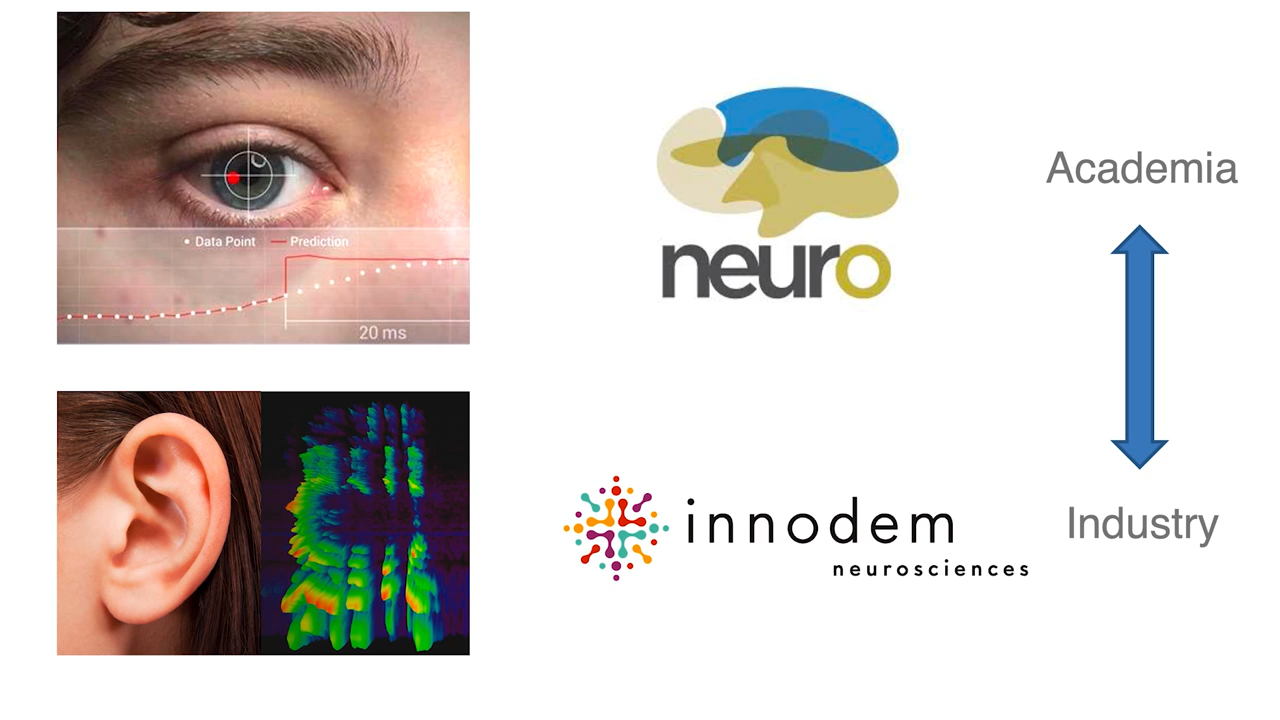 Data Point Prediction
20 ms
neuro
Academia
innodem
neurosciences
Industry